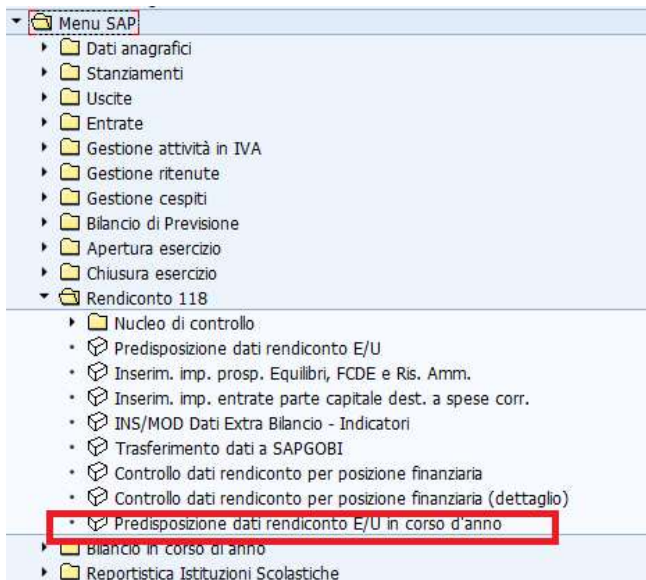 Menu SAP
Dati anagrafici
Stanziamenti
Uscite
Entrate
Gestione attività in IVA
Gestione ritenute
Gestione cespiti
Bilancio di Previsione
Apertura esercizio
Chiusura esercizio
Rendiconto 118
Nucleo di controllo
Predisposizione dati rendiconto E/U
Inserim. imp. prosp. Equilibri, FCDE e Ris. Amm.
Inserim. imp. entrate parte capitale dest. a spese corr.
INS/MOD Dati Extra Bilancio - Indicatori
Trasferimento dati a SAPGOBI
Controllo dati rendiconto per posizione finanziaria
Controllo dati rendiconto per posizione finanziaria (dettaglio)
Predisposizione dati rendiconto E/U in corso d'anno
Bilancio in corso di anno
Reportistica Istituzioni Scolastiche